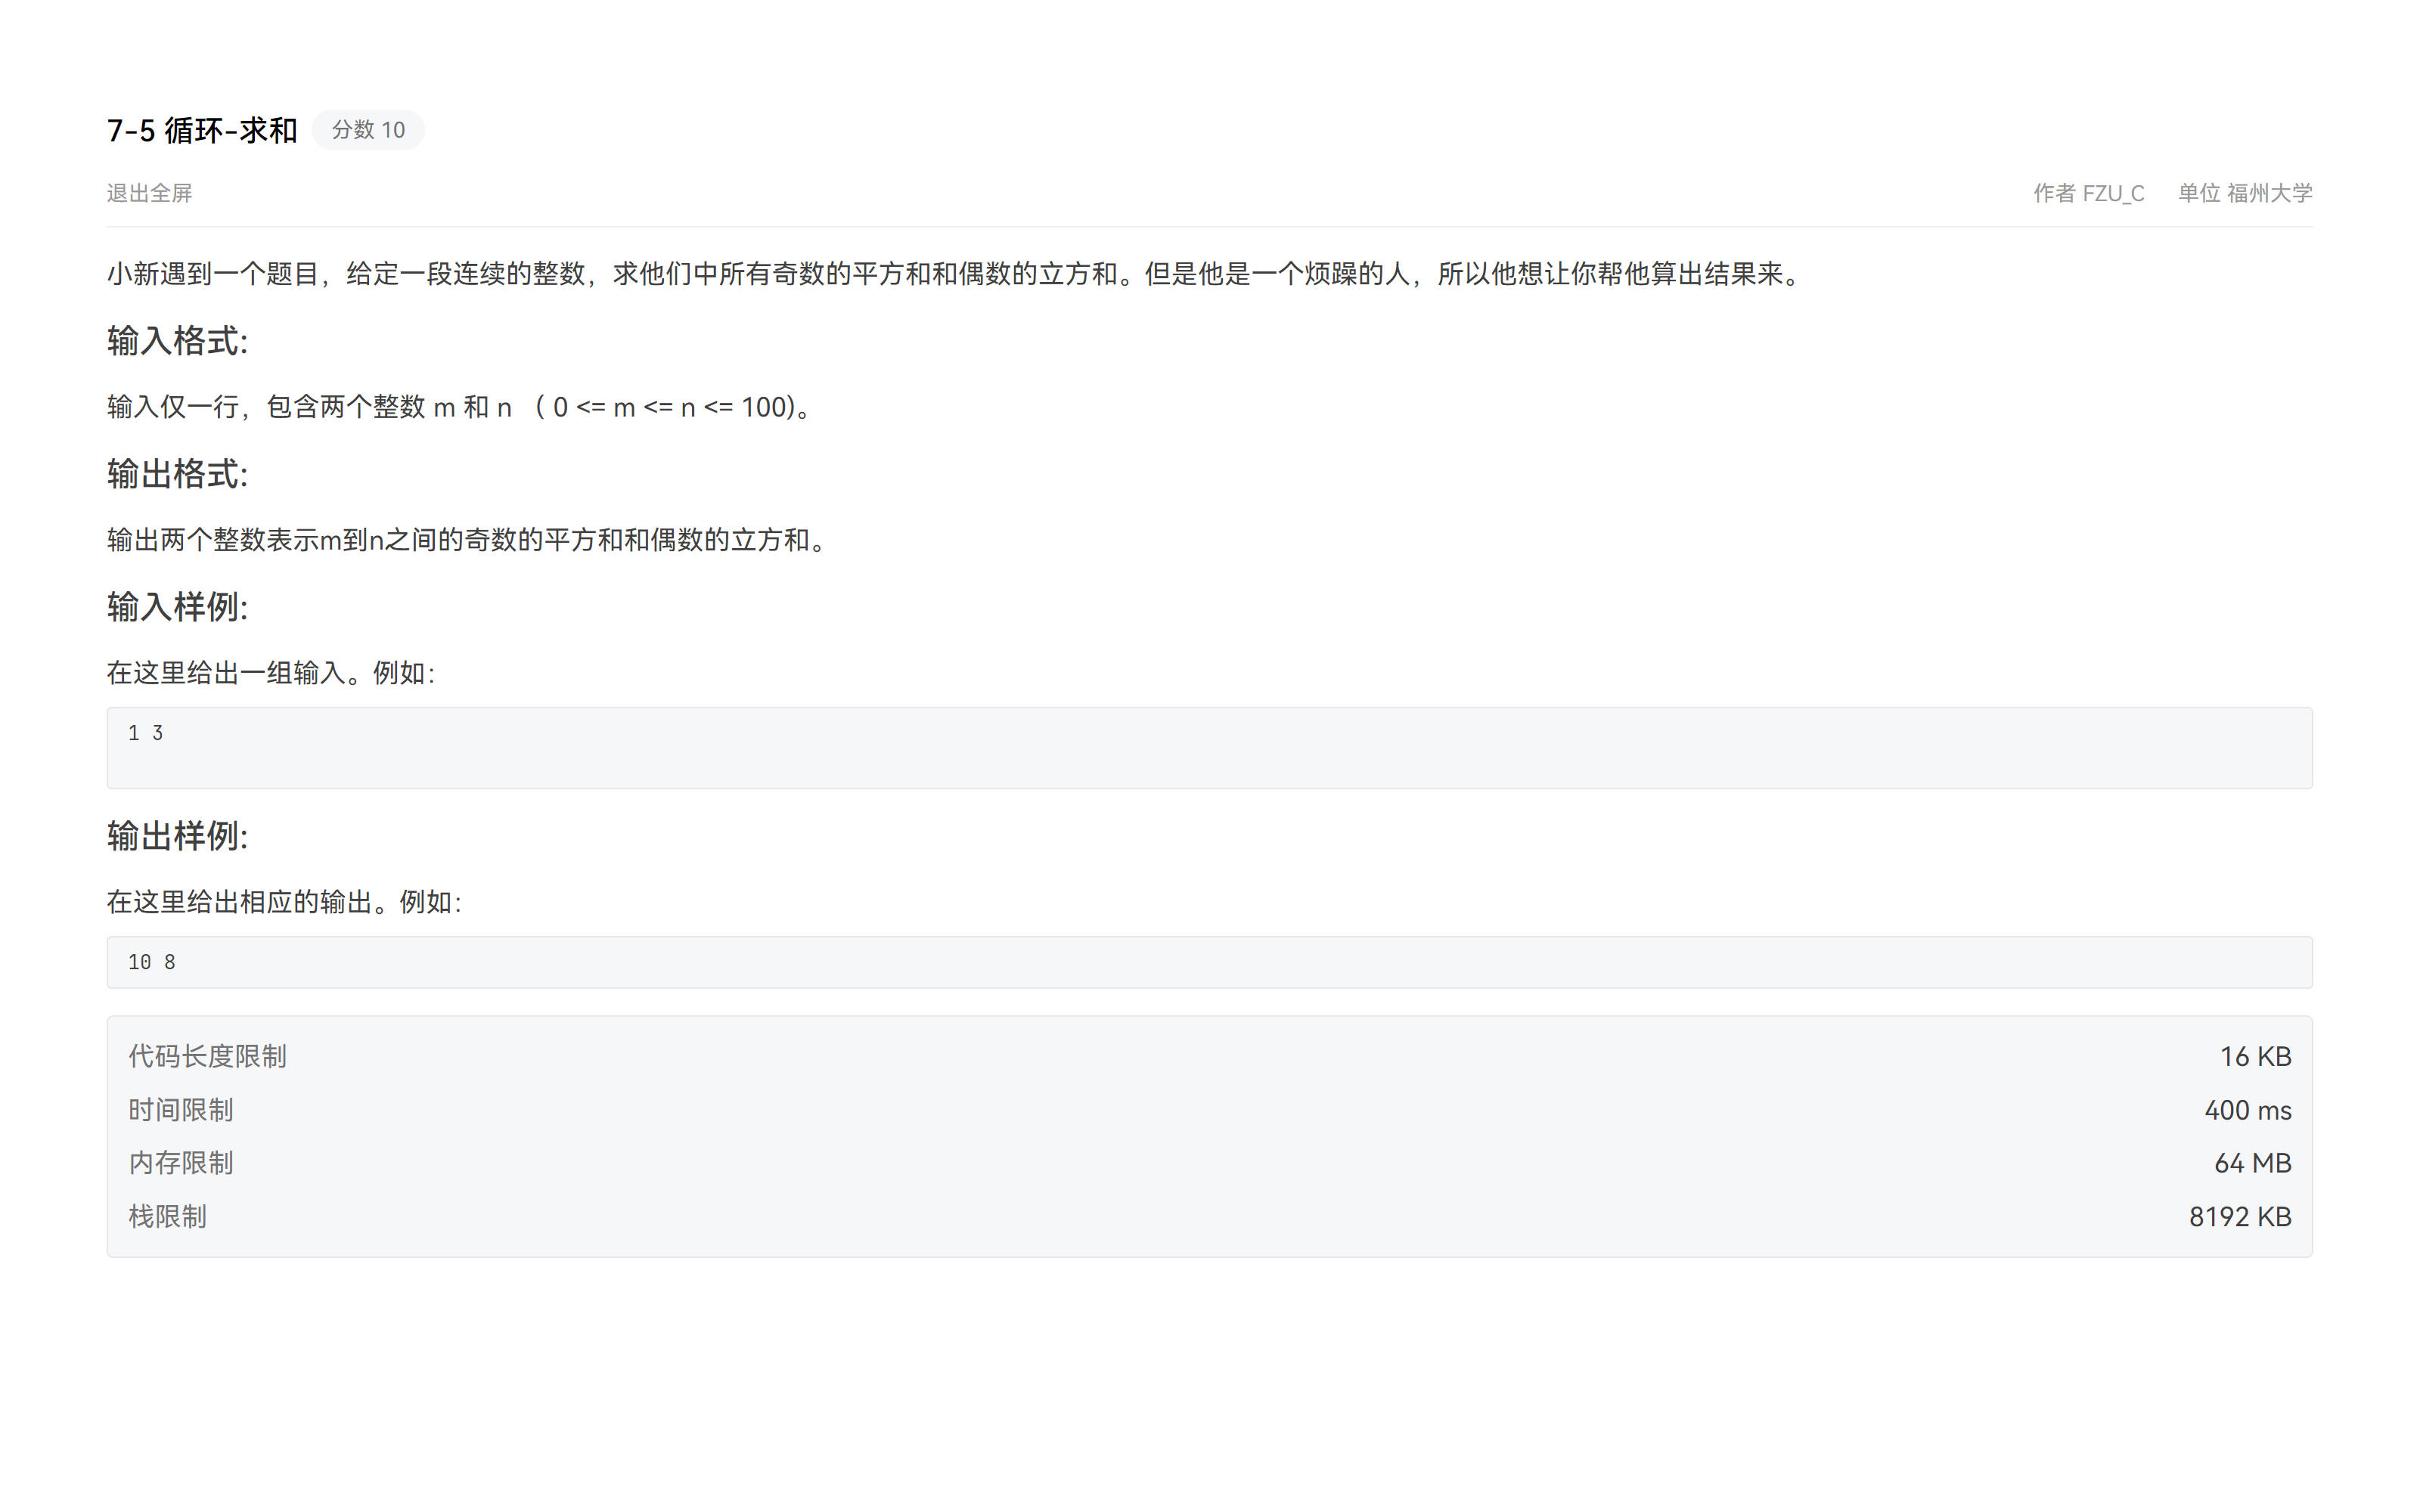 7-5 循环-求和 分数 10
退出全屏 作者 FZU_C 单位 福州大学
小新遇到一个题目，给定一段连续的整数，求他们中所有奇数的平方和和偶数的立方和。但是他是一个烦躁的人，所以他想让你帮他算出结果来。
输入格式:
输入仅一行，包含两个整数 m 和 n （ 0 <= m <= n <= 100)。
输出格式:
输出两个整数表示m到n之间的奇数的平方和和偶数的立方和。
输入样例:
在这里给出一组输入。例如：
1 3
输出样例:
在这里给出相应的输出。例如：
10 8
代码长度限制 16 KB
时间限制 400 ms
内存限制 64 MB
栈限制 8192 KB